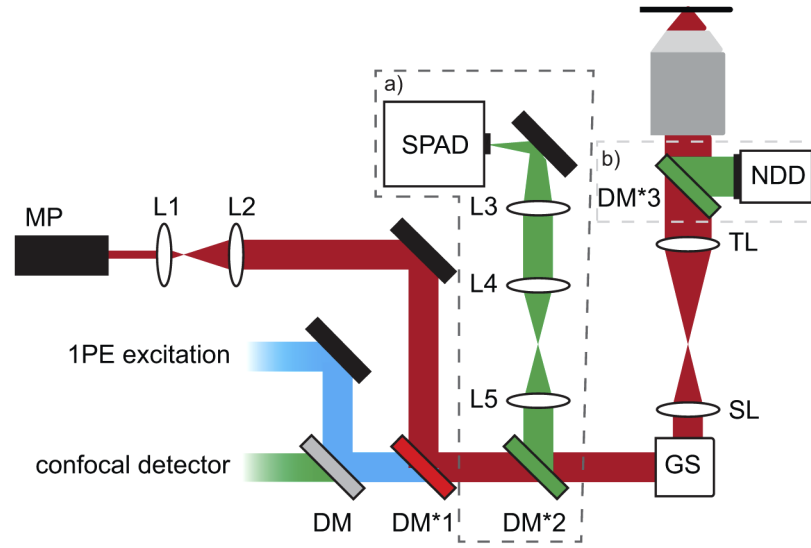 a)
SPAD
b)
NDD
DM*3
MP
L1
L2
L3
TL
L4
1PE excitation
L5
SL
confocal detector
GS
DM
DM*1
DM*2